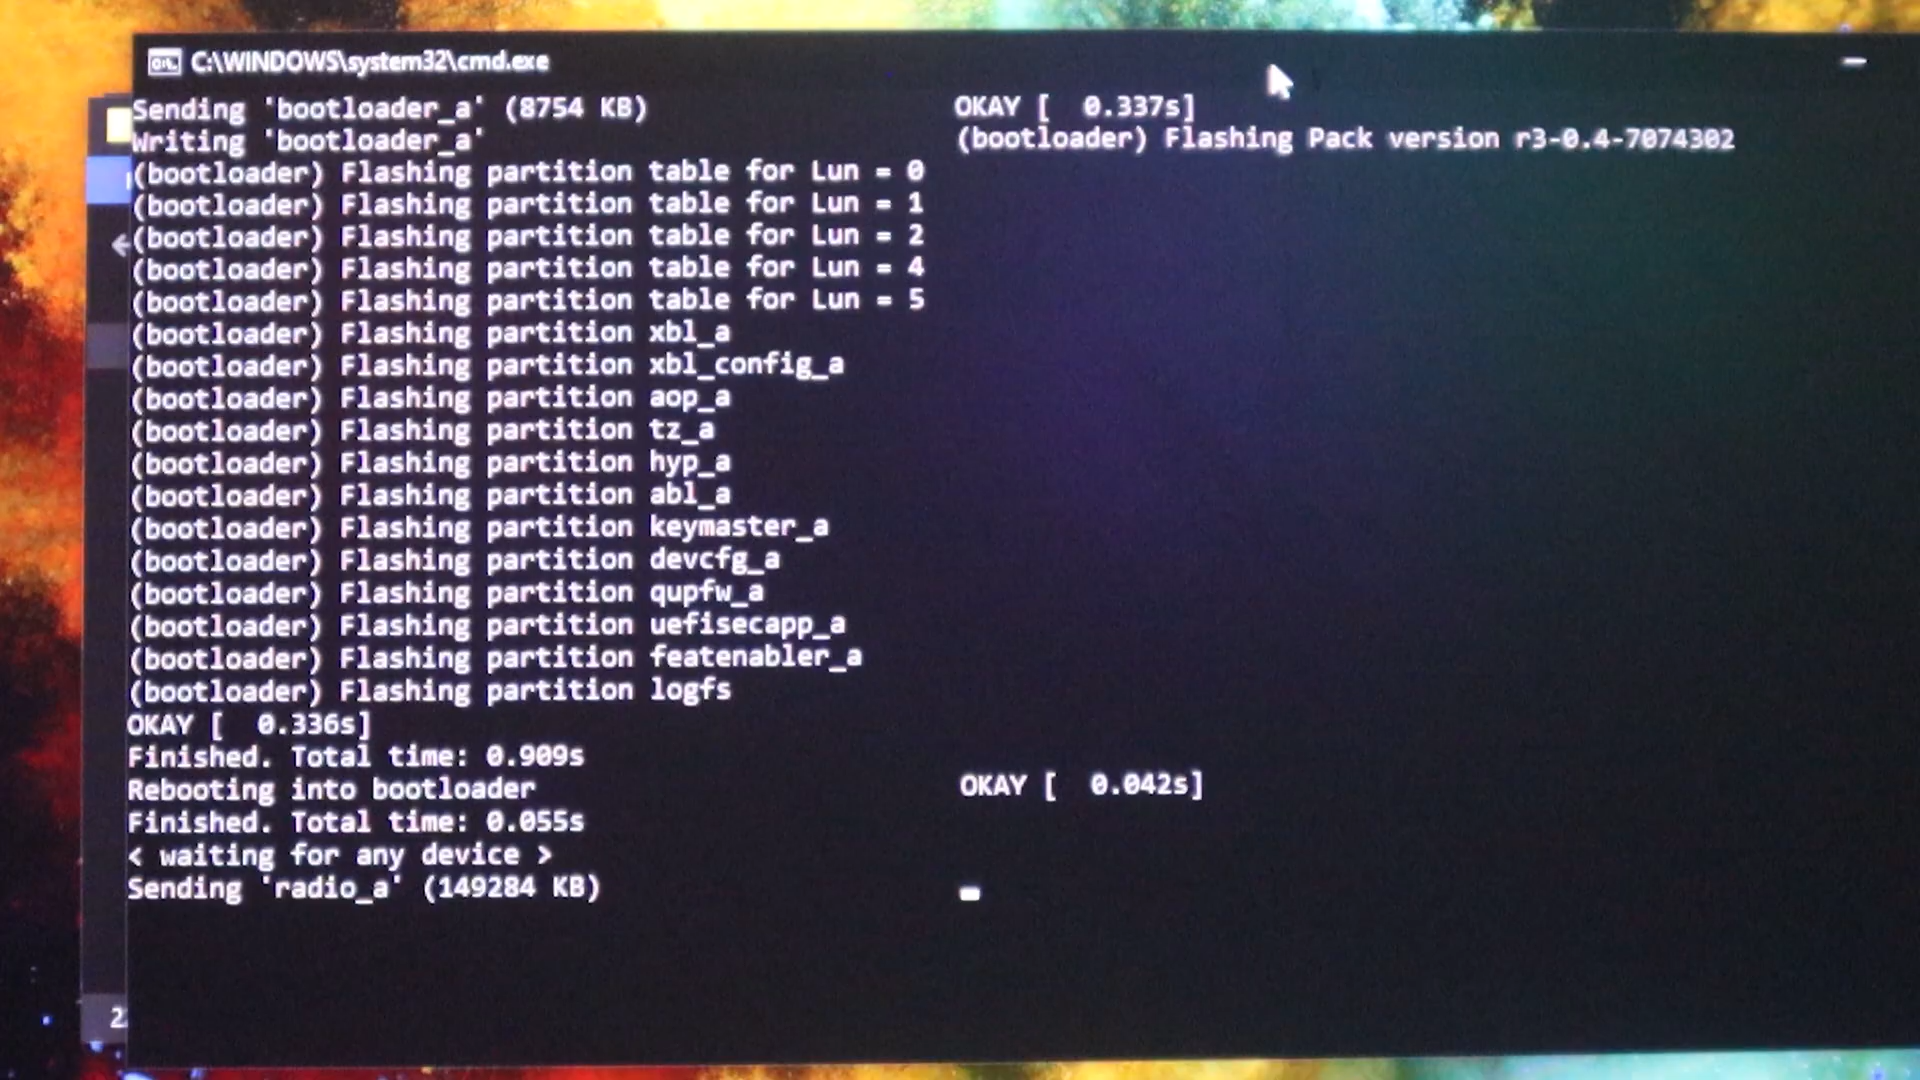 C:\WINDOWS\system32\cmd.exe
Sending 'bootloader_a' (8754 KB) OKAY [ 0.337s]
Writing 'bootloader_a' (bootloader) Flashing Pack version r3-0.4-7074302
(bootloader) Flashing partition table for Lun = 0
(bootloader) Flashing partition table for Lun = 1
(bootloader) Flashing partition table for Lun = 2
(bootloader) Flashing partition table for Lun = 4
(bootloader) Flashing partition table for Lun = 5
(bootloader) Flashing partition xbl_a
(bootloader) Flashing partition xbl_config_a
(bootloader) Flashing partition aop_a
(bootloader) Flashing partition tz_a
(bootloader) Flashing partition hyp_a
(bootloader) Flashing partition abl_a
(bootloader) Flashing partition keymaster_a
(bootloader) Flashing partition devcfg_a
(bootloader) Flashing partition qupfw_a
(bootloader) Flashing partition uefisecapp_a
(bootloader) Flashing partition featenabler_a
(bootloader) Flashing partition logfs
OKAY [ 0.336s]
Finished. Total time: 0.909s
Rebooting into bootloader OKAY [ 0.042s]
Finished. Total time: 0.055s
< waiting for any device >
Sending 'radio_a' (149284 KB)